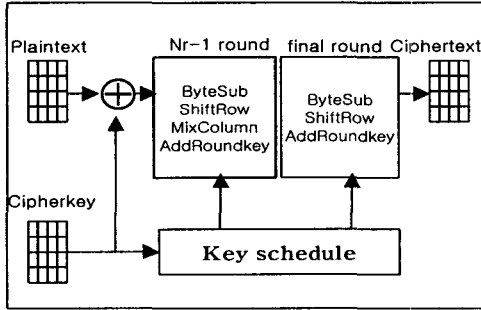 Plaintext
Nr-1 round
final round
Ciphertext
ByteSub
ShiftRow
MixColumn
AddRoundkey
ByteSub
ShiftRow
AddRoundkey
Cipherkey
Key schedule